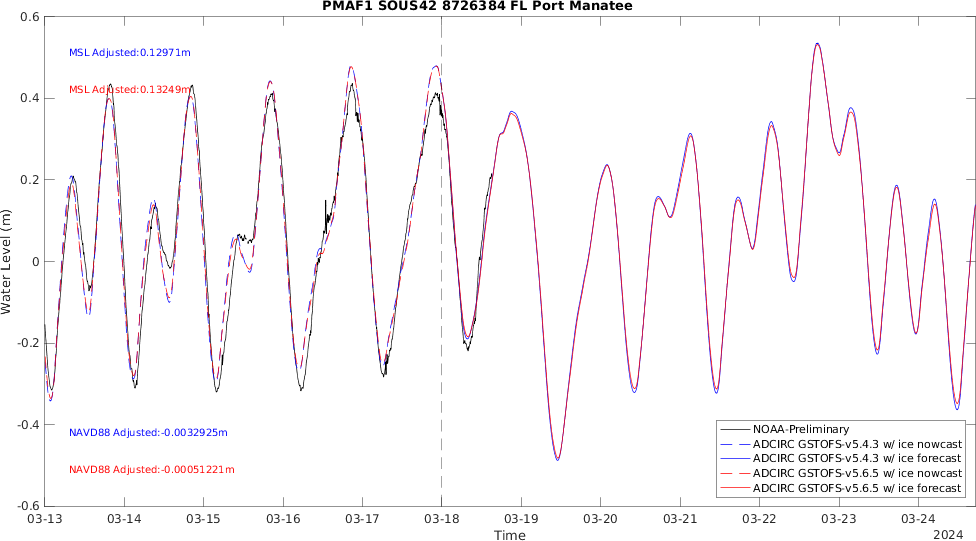 PMAF1 SOUS42 8726384 FL Port Manatee
0.6
0.4
0.2
0
-0.2
-0.4
-0.6
Water Level (m)
MSL Adjusted:0.12971m
MSL Adjusted:0.13249m
NAVD88 Adjusted:-0.0032925m
NAVD88 Adjusted:-0.00051221m
NOAA-Preliminary
ADCIRC GSTOFS-v5.4.3 w/ ice nowcast
ADCIRC GSTOFS-v5.4.3 w/ ice forecast
ADCIRC GSTOFS-v5.6.5 w/ ice nowcast
ADCIRC GSTOFS-v5.6.5 w/ ice forecast
03-13 03-14 03-15 03-16 03-17 03-18 03-19 03-20 03-21 03-22 03-23 03-24
Time
2024